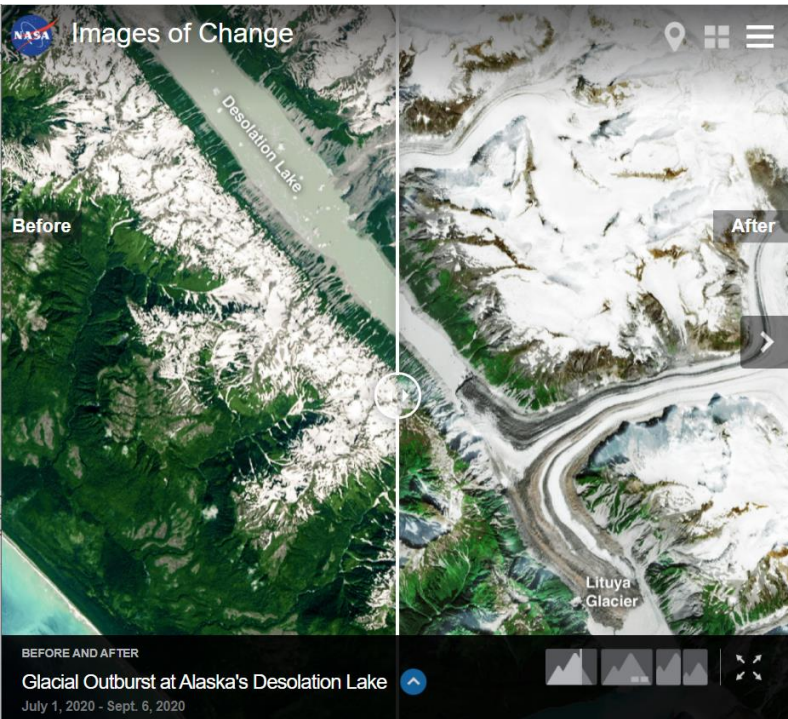 NASA
Images of Change
Desolation Lake
Before
After
Lituya
Glacier
BEFORE AND AFTER
Glacial Outburst at Alaska's Desolation Lake
July 1, 2020 - Sept. 6, 2020